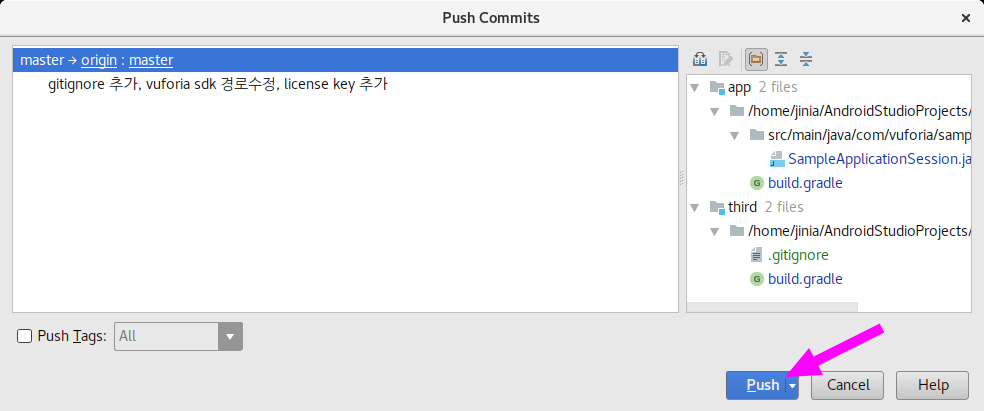 Push Commits
master → origin : master
gitignore 추가, vuforia sdk 경로수정, license key 추가
app 2 files
/home/jinia/AndroidStudioProjects/
src/main/java/com/vuforia/samp
SampleApplicationSession.ja
build.gradle
third 2 files
/home/jinia/AndroidStudioProjects/
.gitignore
build.gradle
Push Tags: All
Push Cancel Help